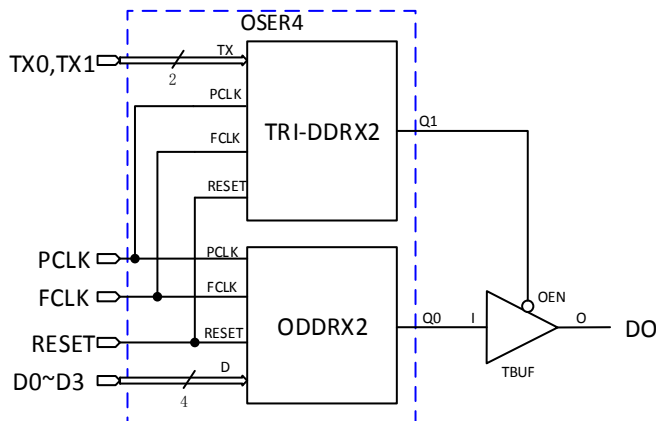 OSER4
TX0,TX1
2
TX
PCLK
FCLK
RESET
TRI-DDRX2
Q1
PCLK
FCLK
RESET
D0~D3
4
PCLK
FCLK
RESET
D
ODDRX2
Q0
I
OEN
O
DO
TBUF